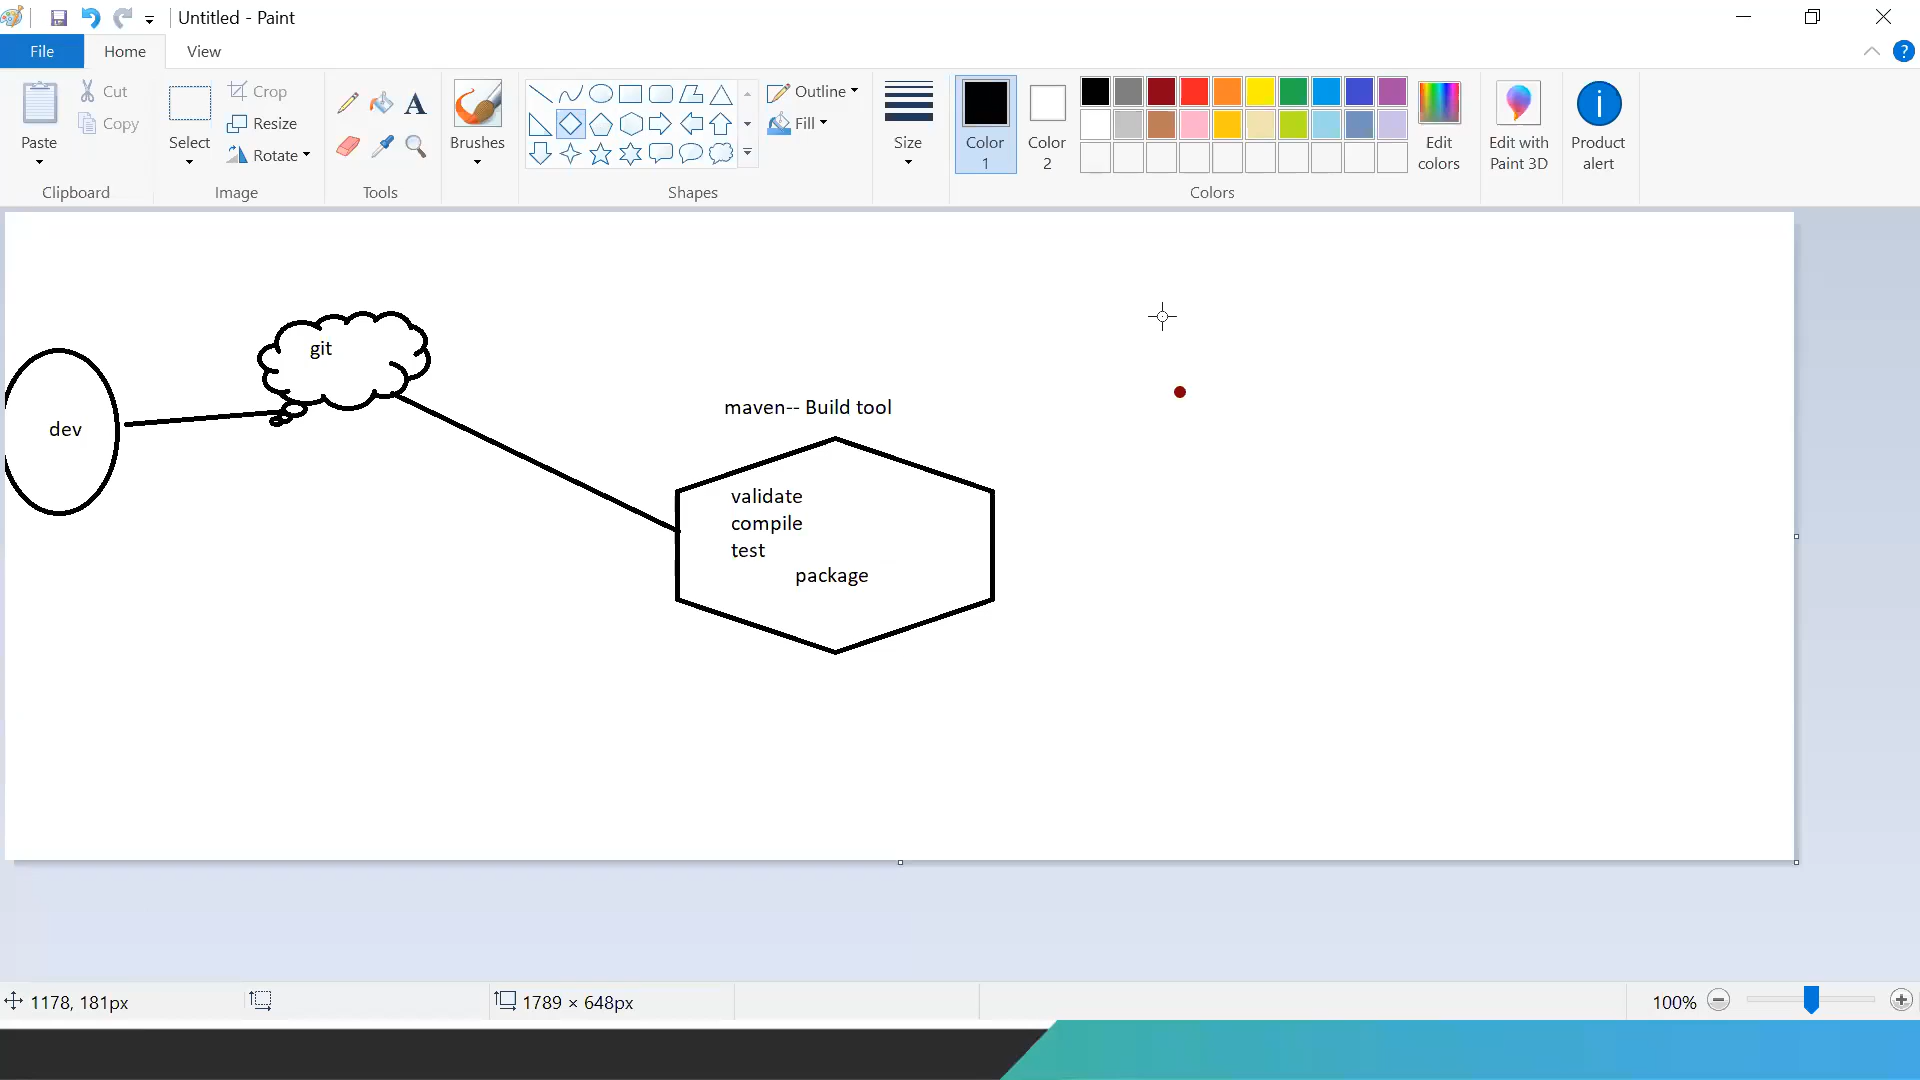 Untitled - Paint
File
Home
View
?
Paste
Cut
Copy
Clipboard
Select
Crop
Resize
Rotate
Image
A
Tools
Brushes
Shapes
Outline
Fill
Size
Color
1
Color
2
Colors
Edit
colors
Edit with
Paint 3D
Product
alert
git
dev
maven-- Build tool
validate
compile
test
package
1178, 181px
1789 × 648px
100%